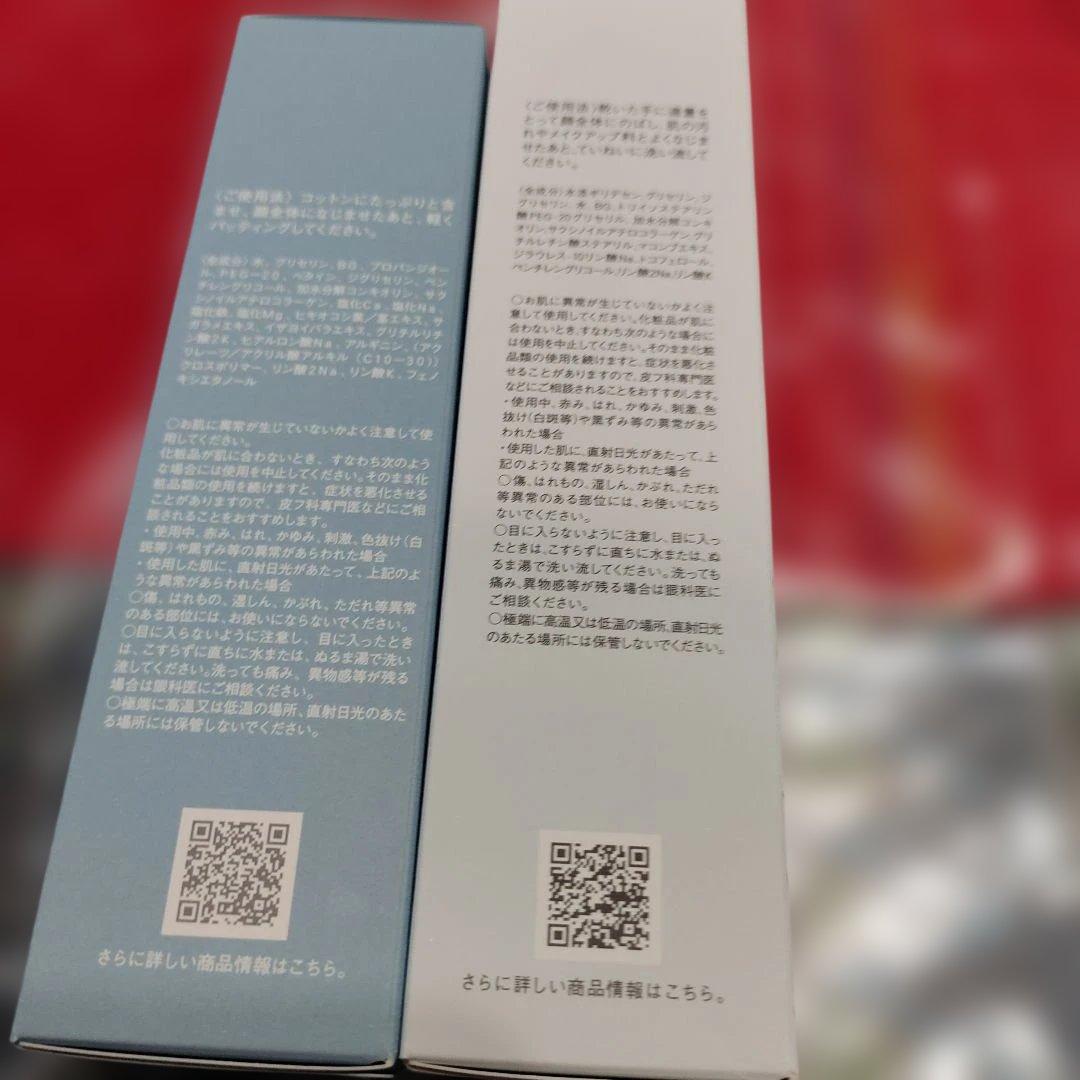 〈ご使用法〉コットンにたっぷりと含
ませ、顔全体になじませたあと、軽く
パッティングしてください。
〈全成分〉水、グリセリン、BG、プロパンジオー
ル、PEG－20、ベタイン、ジグリセリン、ペン
チレングリコール、加水分解コンキオリン、サク
シノイルアテロコラーゲン、塩化Ca、塩化Na、
塩化鉄、塩化Mg、ヒキオコシ葉／茎エキス、サ
ガラメエキス、イザヨイバラエキス、グリチルリチ
ン酸2K、ヒアルロン酸Na、アルギニン、（アク
リレーツ／アクリル酸アルキル（C10－30））
クロスポリマー、リン酸2Na、リン酸K、フェノ
キシエタノール
○お肌に異常が生じていないかよく注意して使
用してください。
化粧品が肌に合わないとき、すなわち次のよう
な場合には使用を中止してください。そのまま化
粧品類の使用を続けますと、症状を悪化させる
ことがありますので、皮フ科専門医などにご相
談されることをおすすめします。
・使用中、赤み、はれ、かゆみ、刺激、色抜け（白
斑等）や黒ずみ等の異常があらわれた場合
・使用した肌に、直射日光があたって、上記のよ
うな異常があらわれた場合
○傷、はれもの、湿しん、かぶれ、ただれ等異常
のある部位には、お使いにならないでください。
○目に入らないように注意し、目に入ったとき
は、こすらずに直ちに水または、ぬるま湯で洗い
流してください。洗っても痛み、異物感等が残る
場合は眼科医にご相談ください。
○極端に高温又は低温の場所、直射日光のあた
る場所には保管しないでください。
さらに詳しい商品情報はこちら。
〈ご使用法〉乾いた手に適量を
とって顔全体にのばし、肌の汚
れやメイクアップ料とよくなじま
せたあと、ていねいに洗い流して
ください。
〈全成分〉水添ポリデセン、グリセリン、ジ
グリセリン、水、BG、トリイソステアリン
酸PEG-20グリセリル、加水分解コンキ
オリン、サクシノイルアテロコラーゲン、グリ
チルレチン酸ステアリル、マコンブエキス、
ジラウレス-10リン酸Na、トコフェロール、
ペンチレングリコール、リン酸2Na、リン酸K
○お肌に異常が生じていないかよく注
意して使用してください。化粧品が肌に
合わないとき、すなわち次のような場合に
は使用を中止してください。そのまま化粧
品類の使用を続けますと、症状を悪化さ
せることがありますので、皮フ科専門医
などにご相談されることをおすすめします。
・使用中、赤み、はれ、かゆみ、刺激、色
抜け（白斑等）や黒ずみ等の異常があら
われた場合
・使用した肌に、直射日光があたって、上
記のような異常があらわれた場合
○傷、はれもの、湿しん、かぶれ、ただれ
等異常のある部位には、お使いになら
ないでください。
○目に入らないように注意し、目に入っ
たときは、こすらずに直ちに水または、ぬ
るま湯で洗い流してください。洗っても
痛み、異物感等が残る場合は眼科医に
ご相談ください。
○極端に高温又は低温の場所、直射日光
のあたる場所には保管しないでください。
さらに詳しい商品情報はこちら。